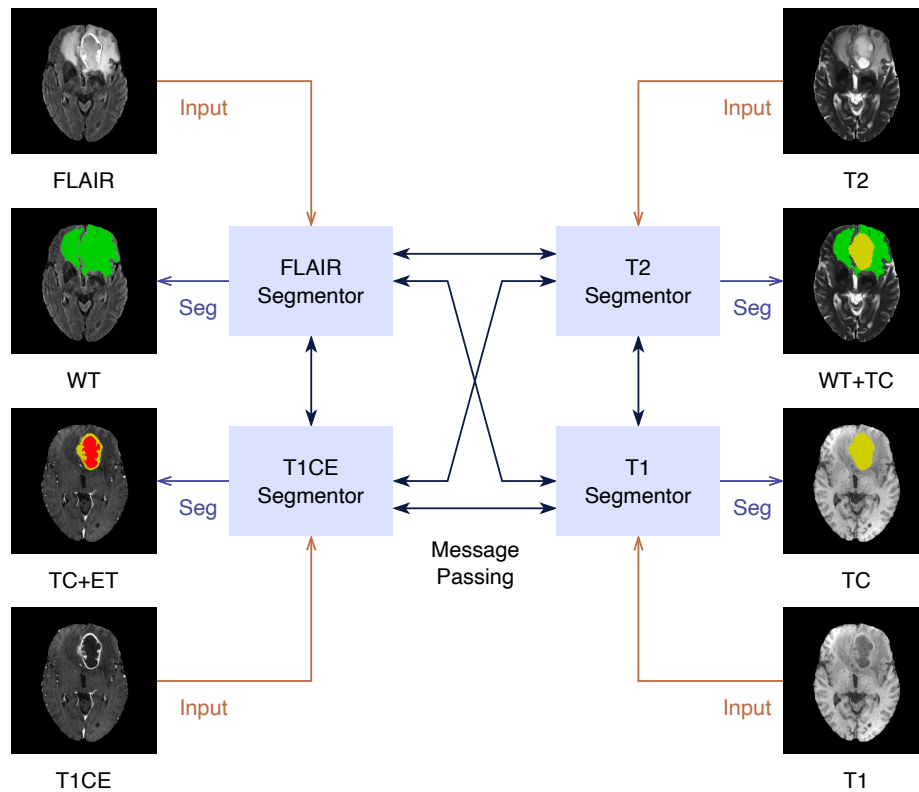 Input
Input
FLAIR
T2
FLAIR
Segmentor
T2
Segmentor
Seg
Seg
WT
WT+TC
T1CE
Segmentor
T1
Segmentor
Seg
Seg
Message
Passing
TC+ET
TC
Input
Input
T1CE
T1